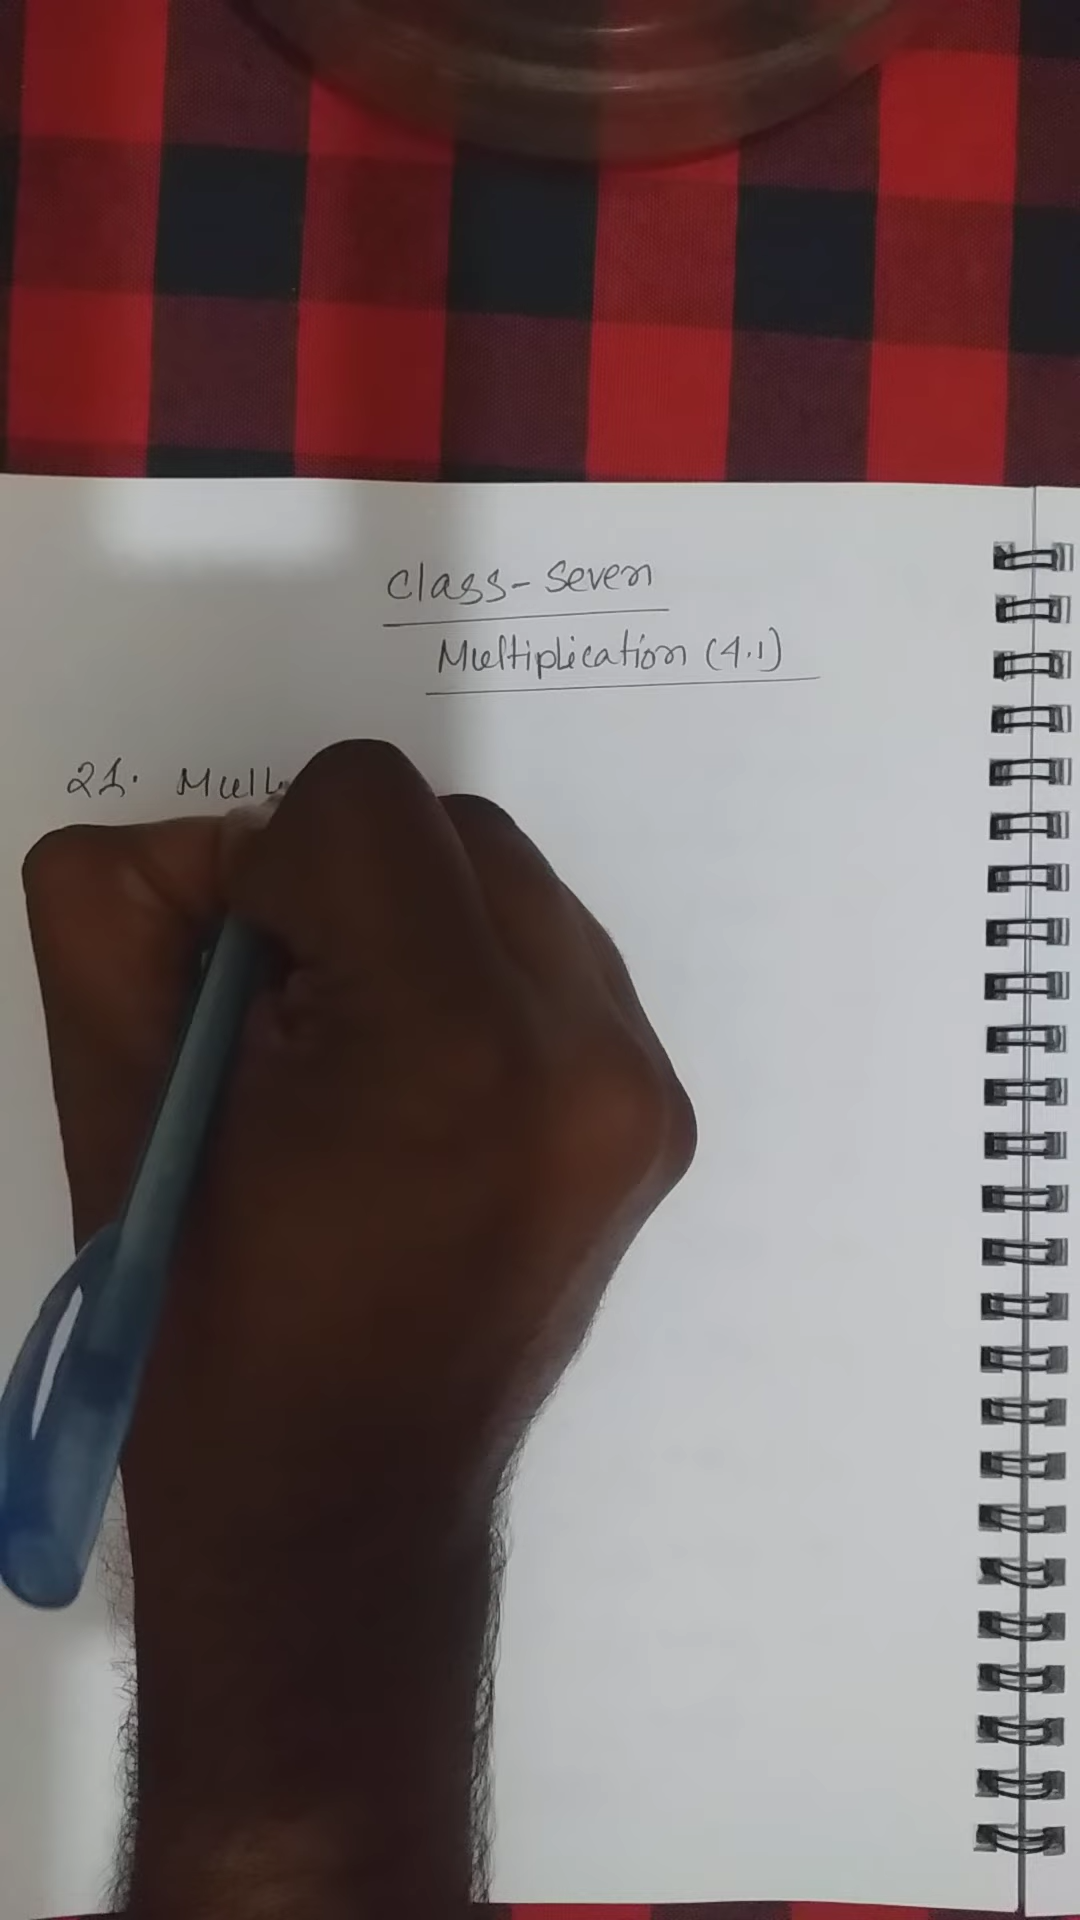 Class-Seven
Multiplication (4.1)
21.